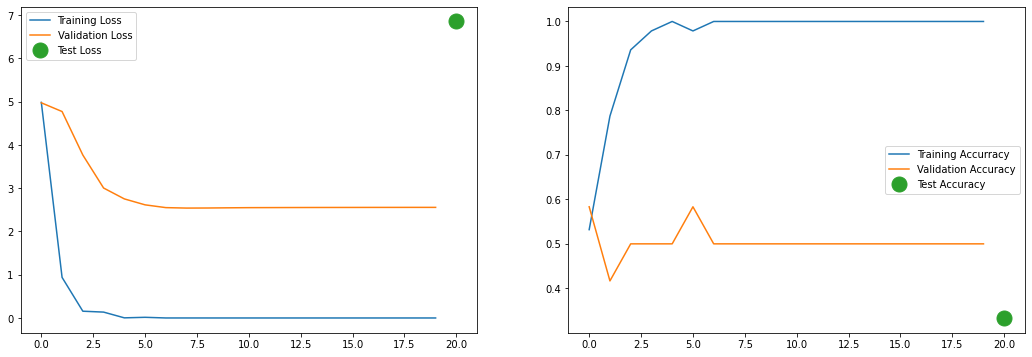 7
6
5
4
3
2
1
0
0.0 2.5 5.0 7.5 10.0 12.5 15.0 17.5 20.0
Training Loss
Validation Loss
Test Loss
1.0
0.9
0.8
0.7
0.6
0.5
0.4
0.0 2.5 5.0 7.5 10.0 12.5 15.0 17.5 20.0
Training Accurracy
Validation Accuracy
Test Accuracy